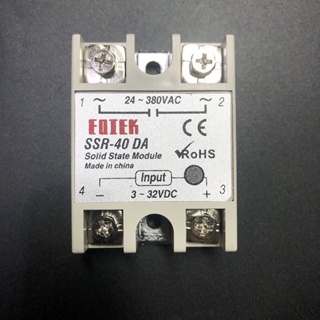 1 24 ~ 380VAC 2
~ ~
FOTEK
SSR-40 DA
CE
Solid State Module
RoHS
Made in china
4 Input 3
− 3 ~ 32VDC +